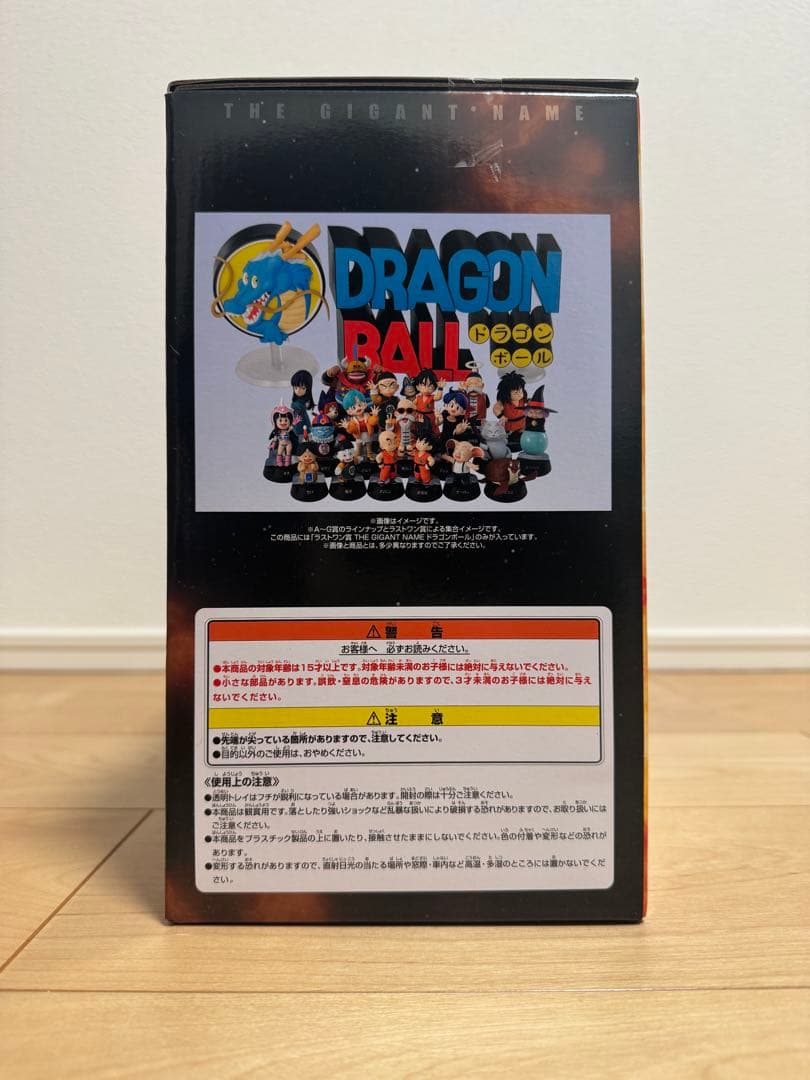 THE GIGANT NAME
DRAGON
BALL
ドラゴン
ボール
※画像はイメージです。
※A～G賞のラインナップとラストワン賞による集合イメージです。
この商品には「ラストワン賞 THE GIGANT NAME ドラゴンボール」のみが入っています。
※画像と商品とは、多少異なりますのでご了承ください。
⚠警告
お客様へ 必ずお読みください。
●本商品の対象年齢は15才以上です。対象年齢未満のお子様には絶対に与えないでください。
●小さな部品があります。誤飲・窒息の危険がありますので、3才未満のお子様には絶対に与え
ないでください。
⚠注意
●先端が尖っている箇所がありますので、注意してください。
●目的以外のご使用は、おやめください。
《使用上の注意》
●透明トレイはフチが鋭利になっている場合があります。開封の際は十分ご注意ください。
●本商品は観賞用です。落としたり強いショックなど乱暴な扱いにより破損する恐れがありますので、お取り扱いには
ご注意ください。
●本商品をプラスチック製品の上に置いたり、接触させたままにしないでください。色の付着や変形などの恐れ
があります。
●変形する恐れがありますので、直射日光の当たる場所や窓際・車内など高温・多湿のところには置かないでくだ
さい。